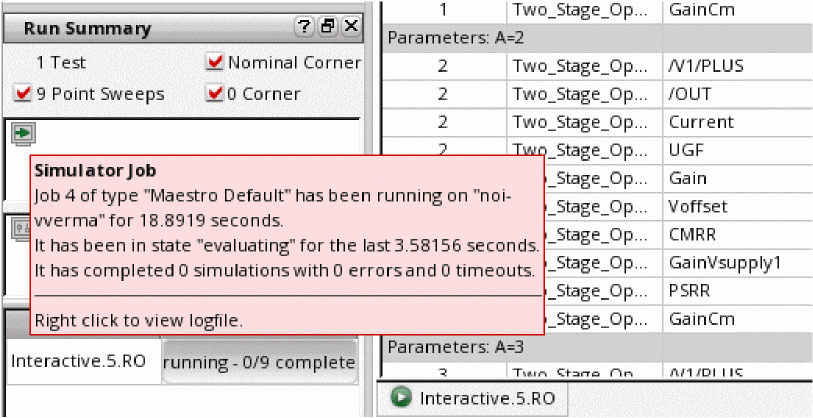 Run Summary
1 Test
Nominal Corner
9 Point Sweeps
0 Corner
Simulator Job
Job 4 of type "Maestro Default" has been running on "noi-
vverma" for 18.8919 seconds.
It has been in state "evaluating" for the last 3.58156 seconds.
It has completed 0 simulations with 0 errors and 0 timeouts.
Right click to view logfile.
Interactive.5.RO running - 0/9 complete
1 Two_Stage_Op... GainCm
Parameters: A=2
2 Two_Stage_Op... /V1/PLUS
2 Two_Stage_Op... /OUT
2 Two_Stage_Op... Current
2 Two_Stage_Op... UGF
_Stage_Op... Gain
_Stage_Op... Voffset
_Stage_Op... CMRR
_Stage_Op... GainVsupply1
_Stage_Op... PSRR
_Stage_Op... GainCm
Parameters: A=3
3 Two_Stage_Op... /V1/PLUS
Interactive.5.RO